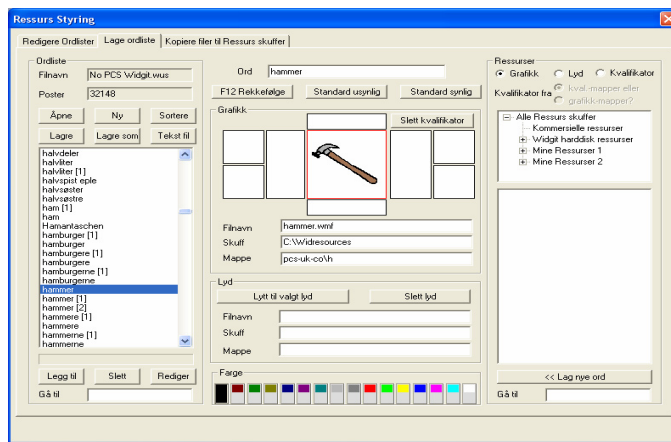 Ressurs Styring
Redigere Ordlister
Lage ordliste
Kopiere filer til Ressurs skuffer
Ordliste
Filnavn
No PCS Widgit.wus
Poster
32148
Åpne
Ny
Sortere
Lagre
Lagre som
Tekst fil
halvdeler
halvliter
halvliter [1]
halvspist eple
halvsøster
halvsøstre
ham [1]
ham
Hamantaschen
hamburger [1]
hamburger
hamburgere [1]
hamburgere
hamburgerne [1]
hamburgerne
hammer
hammer [1]
hammer [2]
hammere [1]
hammere
hammerne [1]
hammerne
Legg til
Slett
Rediger
Gå til
Ord
hammer
F12 Rekkefølge
Standard usynlig
Standard synlig
Grafikk
Slett kvalifikator
Filnavn
hammer.wmf
Skuff
C:\Widresources
Mappe
pcs-uk-co\h
Lyd
Lytt til valgt lyd
Slett lyd
Filnavn
Skuff
Mappe
Farge
Ressurser
Grafikk
Lyd
Kvalifikator
Kvalifikator fra
kval.-mapper eller
grafikk-mapper?
Alle Ressurs skuffer
Kommersielle ressurser
Widgit harddisk ressurser
Mine Ressurser 1
Mine Ressurser 2
<< Lag nye ord
Gå til